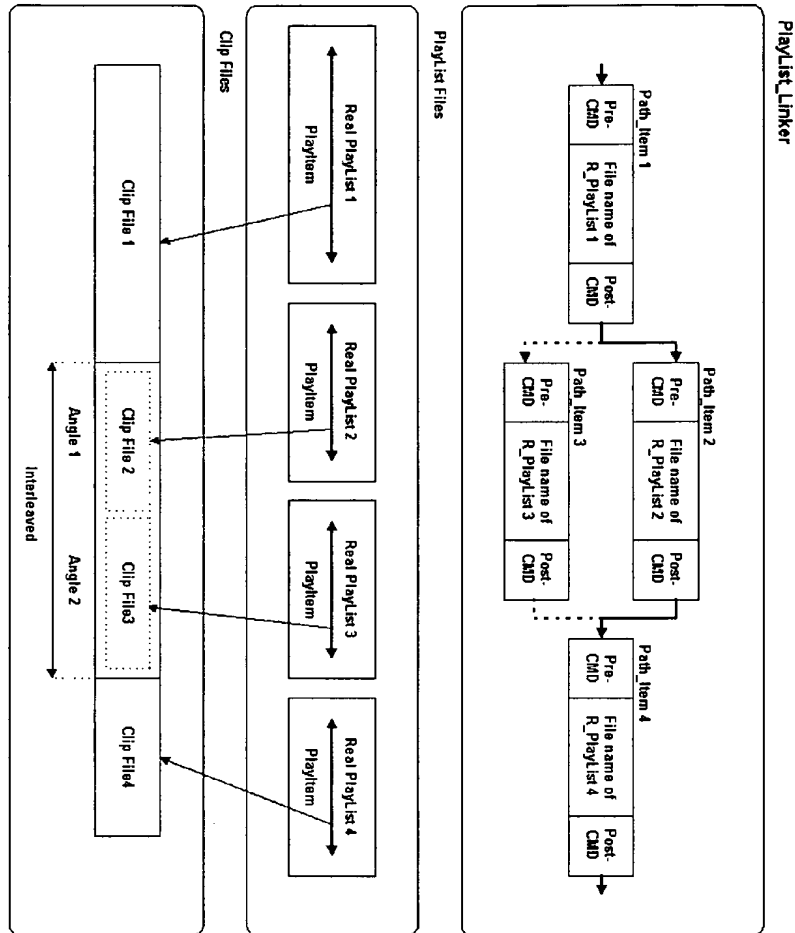 PlayList_Linker
Path_Item 1
Pre-
CMD
File name of
R_PlayList 1
Post-
CMD
Path_Item 2
Pre-
CMD
File name of
R_PlayList 2
Post-
CMD
Path_Item 3
Pre-
CMD
File name of
R_PlayList 3
Post-
CMD
Path_Item 4
Pre-
CMD
File name of
R_PlayList 4
Post-
CMD
PlayList Files
Real PlayList 1
PlayItem
Real PlayList 2
PlayItem
Real PlayList 3
PlayItem
Real PlayList 4
PlayItem
Clip Files
Clip File 1
Clip File 2
Clip File3
Clip File4
Angle 1
Angle 2
Interleaved